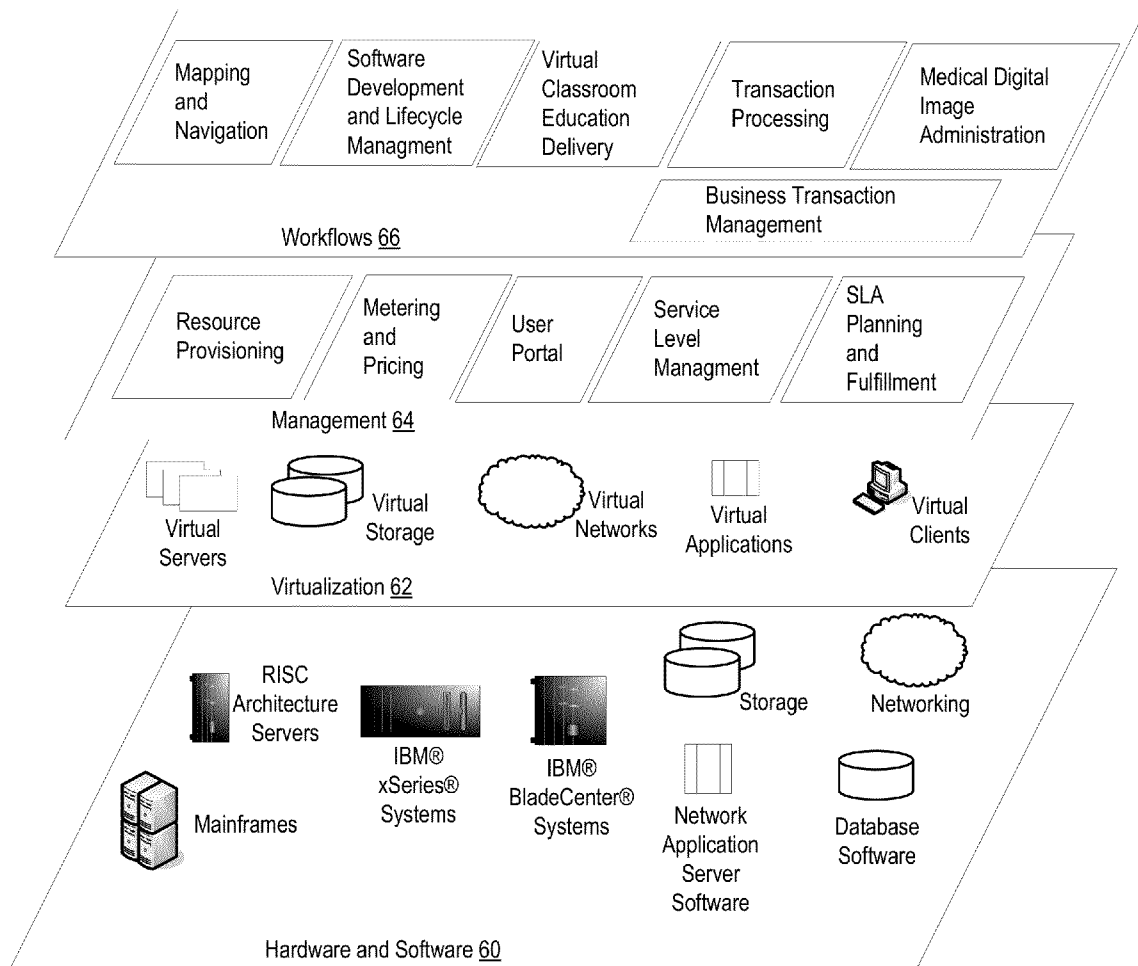 Mapping
and
Navigation
Software
Development
and Lifecycle
Managment
Virtual
Classroom
Education
Delivery
Transaction
Processing
Medical Digital
Image
Administration
Business Transaction
Management
Workflows 66
Resource
Provisioning
Metering
and
Pricing
User
Portal
Service
Level
Managment
SLA
Planning
and
Fulfillment
Management 64
Virtual
Servers
Virtual
Storage
Virtual
Networks
Virtual
Applications
Virtual
Clients
Virtualization 62
Mainframes
RISC
Architecture
Servers
IBM®
xSeries®
Systems
IBM®
BladeCenter®
Systems
Storage
Networking
Network
Application
Server
Software
Database
Software
Hardware and Software 60